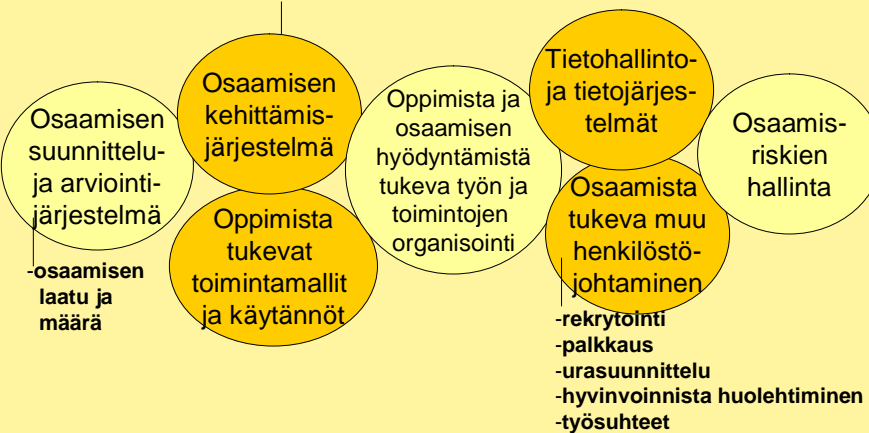 Osaamisen
suunnittelu-
ja arviointi-
järjestelmä
-osaamisen
laatu ja
määrä
Osaamisen
kehittämis-
järjestelmä
Oppimista
tukevat
toimintamallit
ja käytännöt
Oppimista ja
osaamisen
hyödyntämistä
tukeva työn ja
toimintojen
organisointi
Tietohallinto-
ja tietojärjes-
telmät
Osaamista
tukeva muu
henkilöstö-
johtaminen
-rekrytointi
-palkkaus
-urasuunnittelu
-hyvinvoinnista huolehtiminen
-työsuhteet
Osaamis-
riskien
hallinta